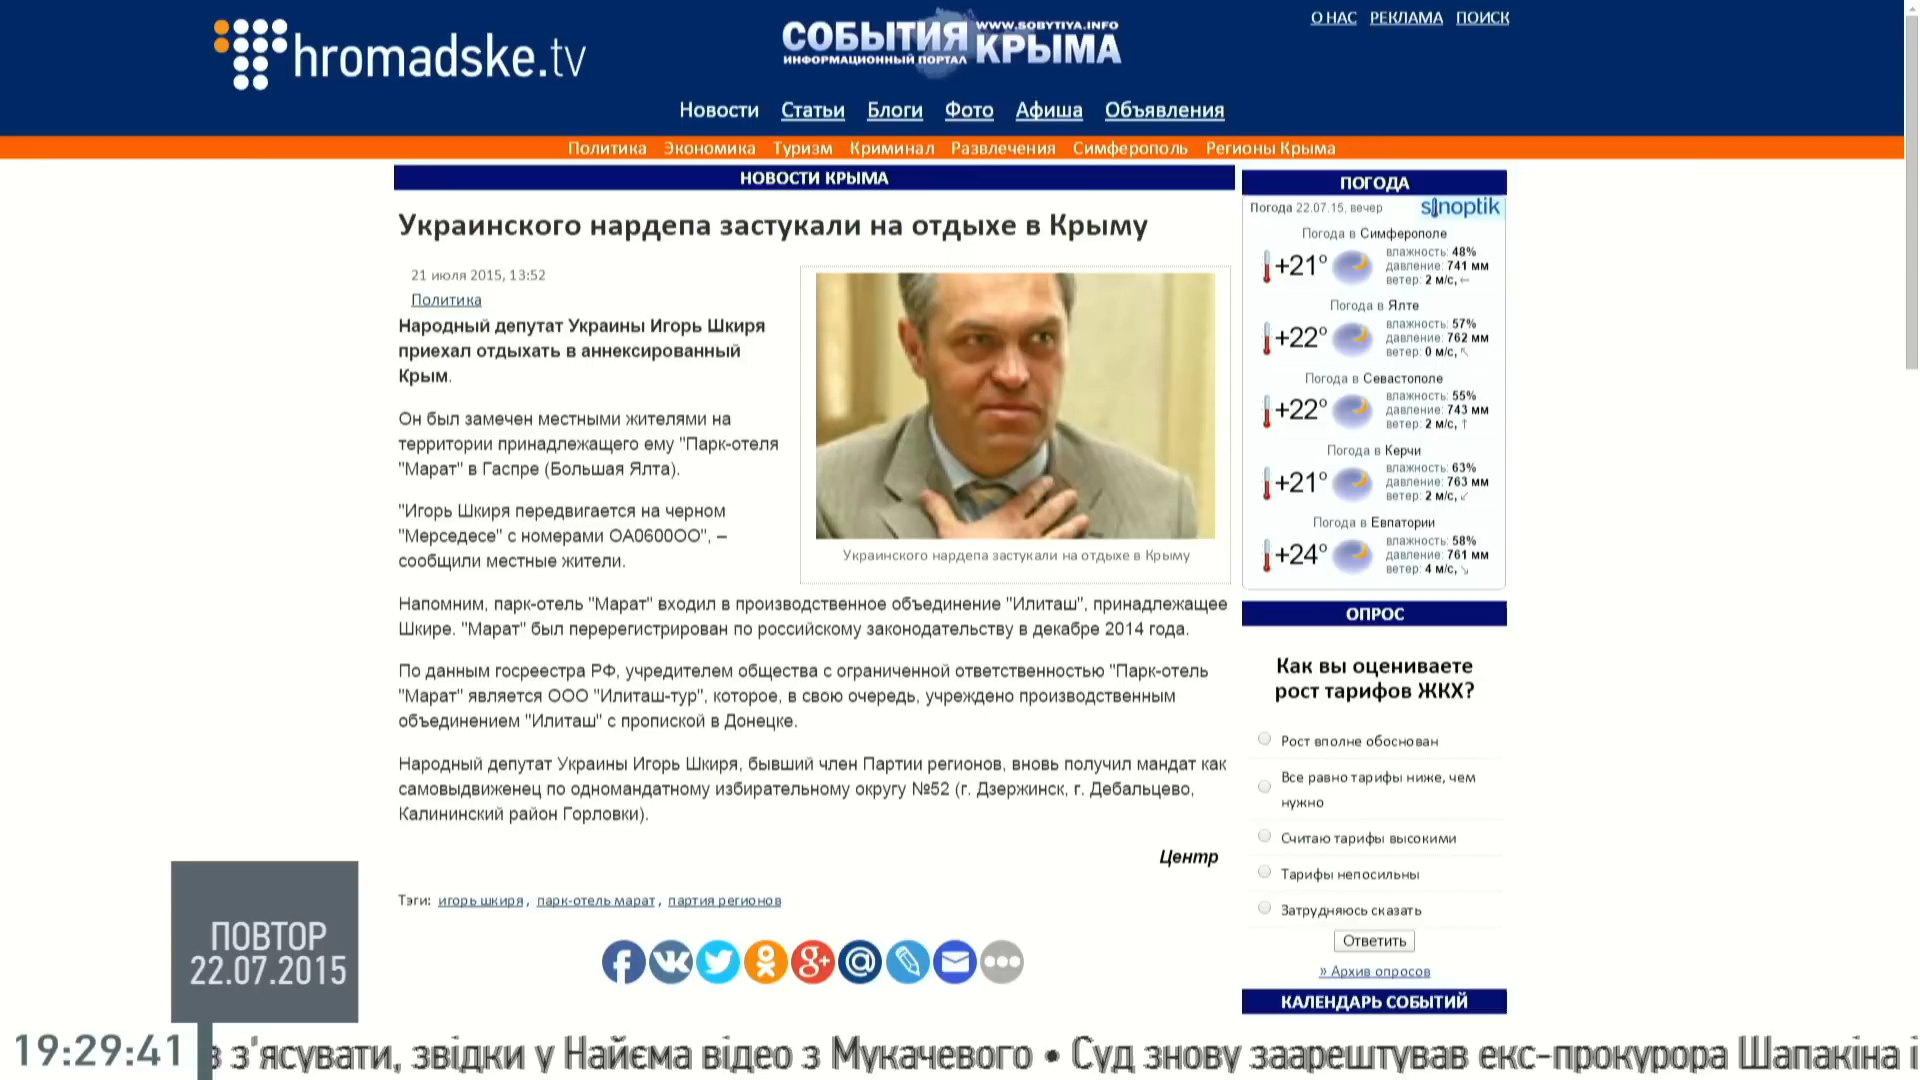 hromadske.tv
СОБЫТИЯ КРЫМА
WWW.SOBYTIYA.INFO
ИНФОРМАЦИОННЫЙ ПОРТАЛ
О НАС РЕКЛАМА ПОИСК
Новости Статьи Блоги Фото Афиша Объявления
Политика Экономика Туризм Криминал Развлечения Симферополь Регионы Крыма
НОВОСТИ КРЫМА
Украинского нардепа застукали на отдыхе в Крыму
21 июля 2015, 13:52
Политика
Народный депутат Украины Игорь Шкиря
приехал отдыхать в аннексированный
Крым.
Он был замечен местными жителями на
территории принадлежащего ему "Парк-отеля
"Марат" в Гаспре (Большая Ялта).
"Игорь Шкиря передвигается на черном
"Мерседесе" с номерами ОА0600ОО", –
сообщили местные жители.
Украинского нардепа застукали на отдыхе в Крыму
Напомним, парк-отель "Марат" входил в производственное объединение "Илиташ", принадлежащее
Шкире. "Марат" был перерегистрирован по российскому законодательству в декабре 2014 года.
По данным госреестра РФ, учредителем общества с ограниченной ответственностью "Парк-отель
"Марат" является ООО "Илиташ-тур", которое, в свою очередь, учреждено производственным
объединением "Илиташ" с пропиской в Донецке.
Народный депутат Украины Игорь Шкиря, бывший член Партии регионов, вновь получил мандат как
самовыдвиженец по одномандатному избирательному округу №52 (г. Дзержинск, г. Дебальцево,
Калининский район Горловки).
Центр
Тэги: игорь шкиря, парк-отель марат, партия регионов
ПОГОДА
Погода 22.07.15, вечер sinoptik
Погода в Симферополе
+21° влажность: 48%
давление: 741 мм
ветер: 2 м/с, ←
Погода в Ялте
+22° влажность: 57%
давление: 762 мм
ветер: 0 м/с, ↖
Погода в Севастополе
+22° влажность: 55%
давление: 743 мм
ветер: 2 м/с, ↑
Погода в Керчи
+21° влажность: 63%
давление: 763 мм
ветер: 2 м/с, ↙
Погода в Евпатории
+24° влажность: 58%
давление: 761 мм
ветер: 4 м/с, ↘
ОПРОС
Как вы оцениваете
рост тарифов ЖКХ?
Рост вполне обоснован
Все равно тарифы ниже, чем
нужно
Считаю тарифы высокими
Тарифы непосильны
Затрудняюсь сказать
Ответить
» Архив опросов
КАЛЕНДАРЬ СОБЫТИЙ
ПОВТОР
22.07.2015
19:29:41
з'ясувати, звідки у Найєма відео з Мукачевого • Суд знову заарештував екс-прокурора Шапакіна і